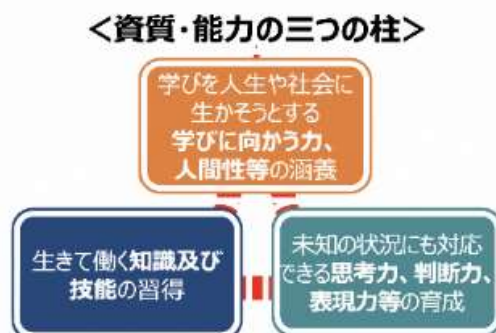 ＜資質・能力の三つの柱＞
学びを人生や社会に
生かそうとする
学びに向かう力、
人間性等の涵養
生きて働く知識及び
技能の習得
未知の状況にも対応
できる思考力、判断力、
表現力等の育成